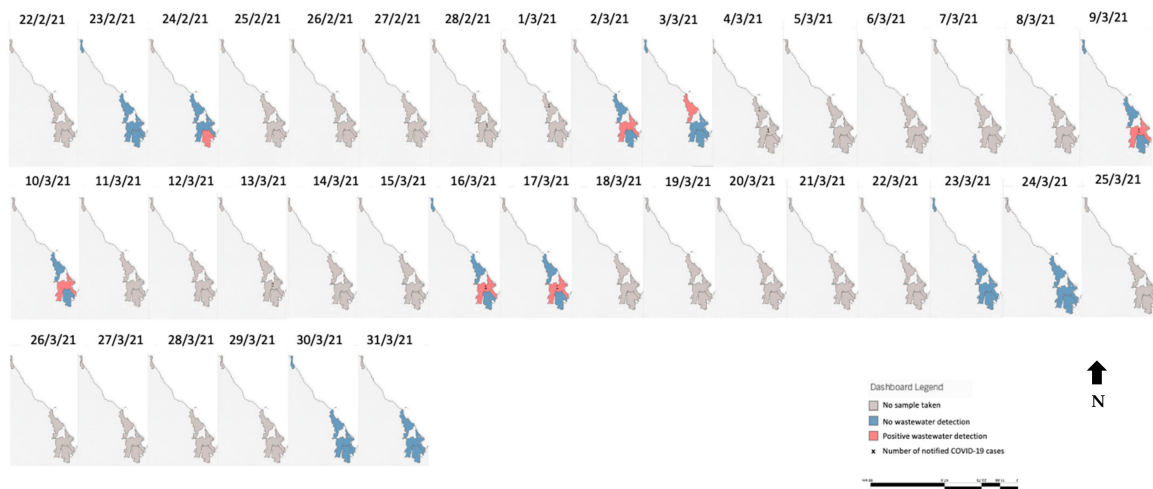 22/2/21 23/2/21 24/2/21 25/2/21 26/2/21 27/2/21 28/2/21 1/3/21 2/3/21 3/3/21 4/3/21 5/3/21 6/3/21 7/3/21 8/3/21 9/3/21
10/3/21 11/3/21 12/3/21 13/3/21 14/3/21 15/3/21 16/3/21 17/3/21 18/3/21 19/3/21 20/3/21 21/3/21 22/3/21 23/3/21 24/3/21 25/3/21
26/3/21 27/3/21 28/3/21 29/3/21 30/3/21 31/3/21
Dashboard Legend
No sample taken
No wastewater detection
Positive wastewater detection
x Number of notified COVID-19 cases
N